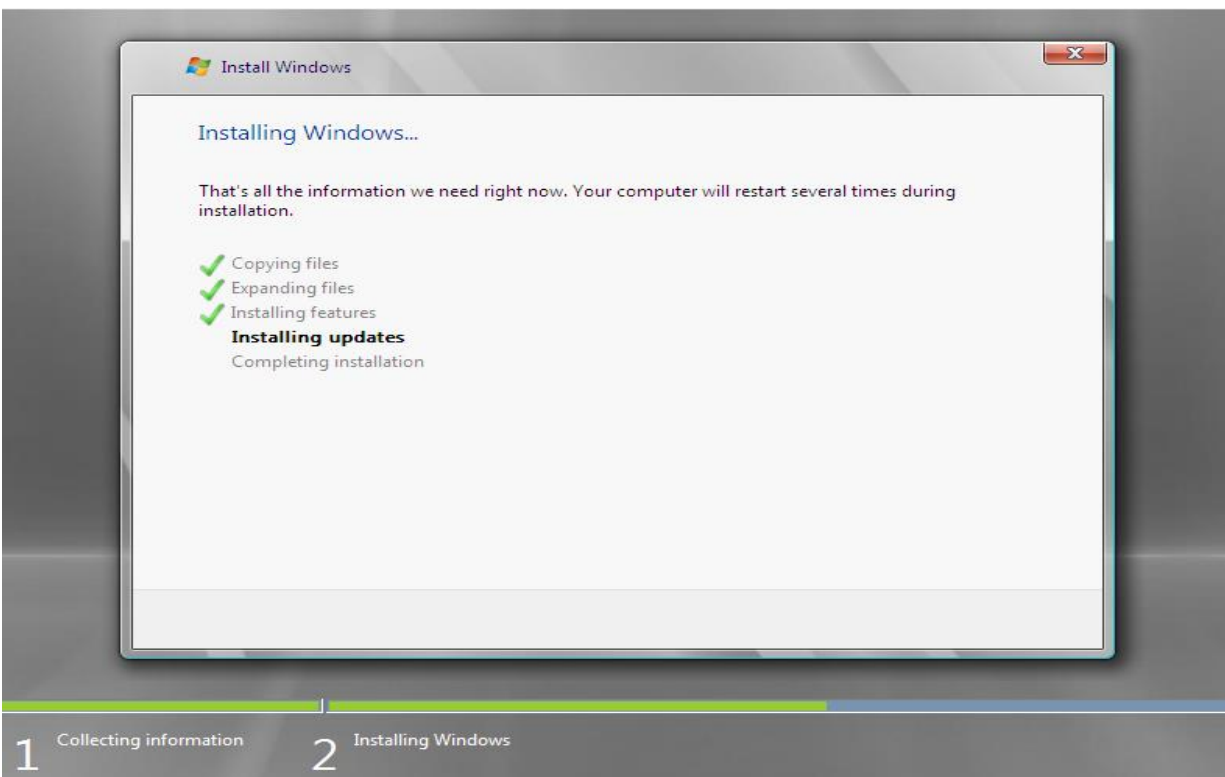 Install Windows
Installing Windows...
That's all the information we need right now. Your computer will restart several times during
installation.
Copying files
Expanding files
Installing features
Installing updates
Completing installation
1 Collecting information
2 Installing Windows